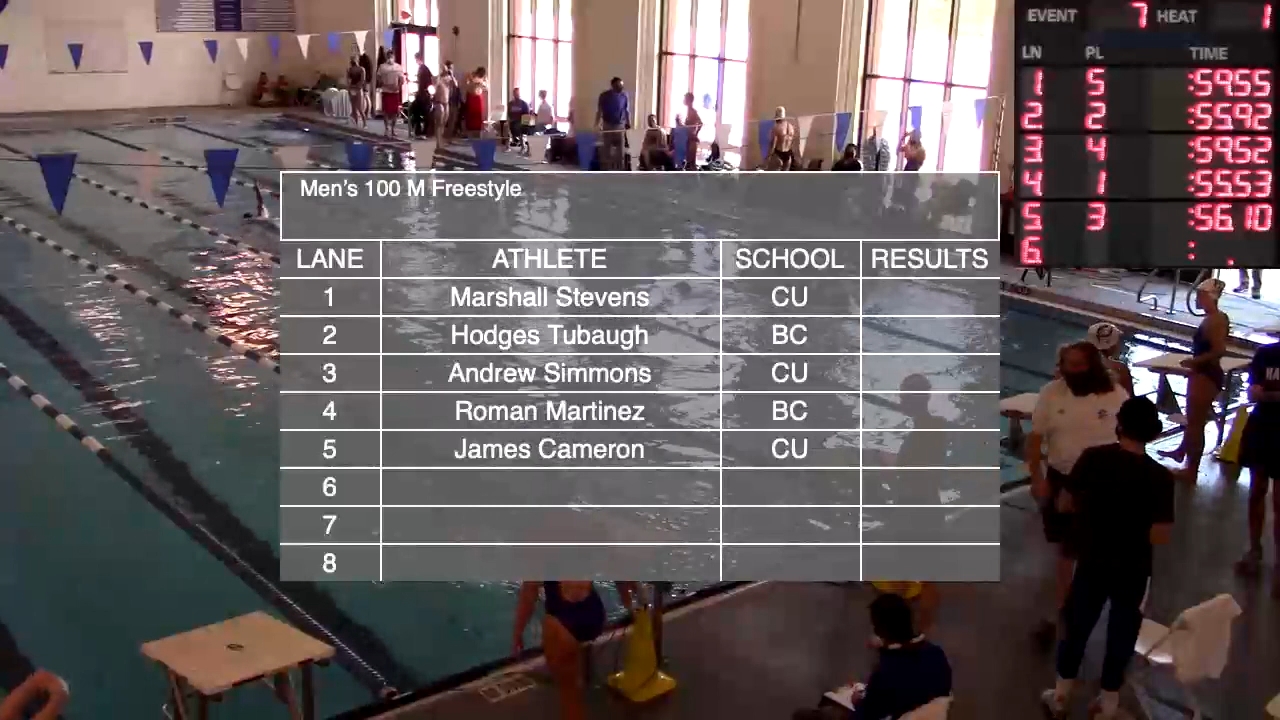 EVENT 7 HEAT 1
LN PL TIME
1 5 :59.55
2 2 :55.92
3 4 :59.52
4 1 :55.53
5 3 :56.10
6 : .
Men's 100 M Freestyle
LANE ATHLETE SCHOOL RESULTS
1 Marshall Stevens CU
2 Hodges Tubaugh BC
3 Andrew Simmons CU
4 Roman Martinez BC
5 James Cameron CU
6
7
8